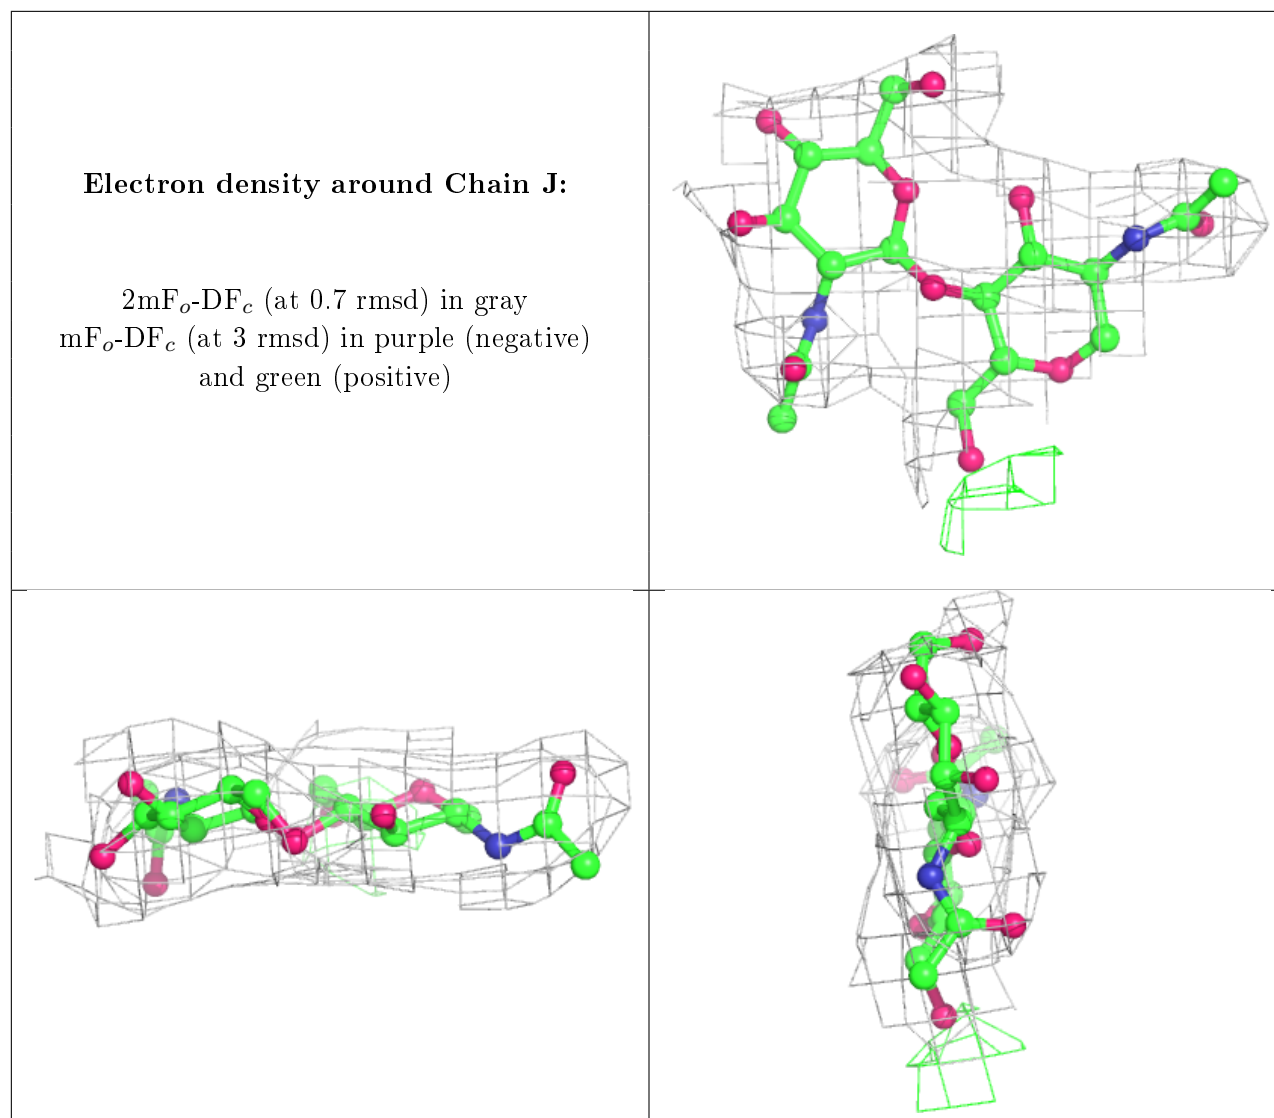 Electron density around Chain J:
2mFₒ-DF𝒸 (at 0.7 rmsd) in gray
mFₒ-DF𝒸 (at 3 rmsd) in purple (negative)
and green (positive)